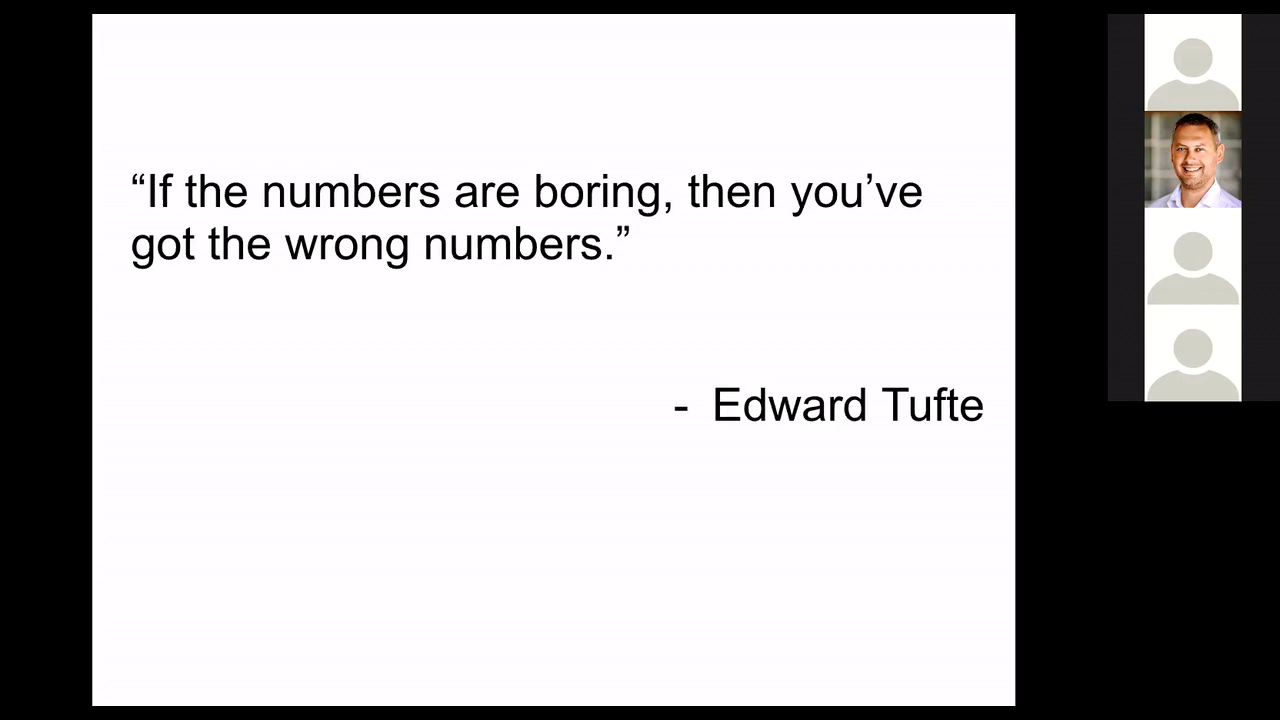 “If the numbers are boring, then you’ve
got the wrong numbers.”
- Edward Tufte